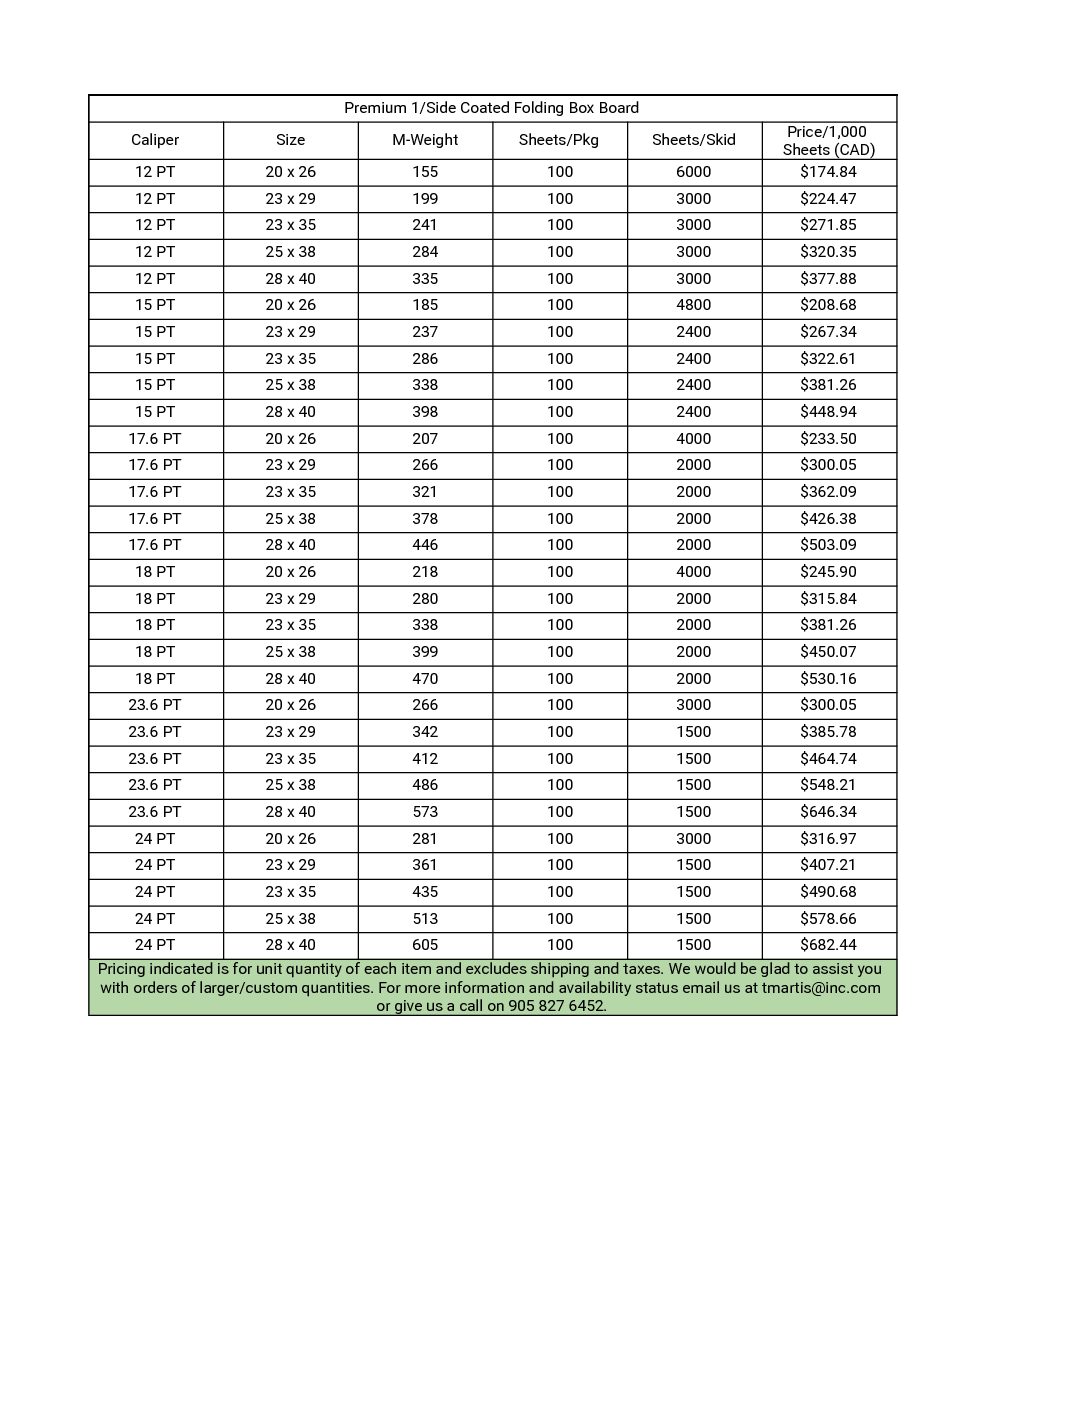 Premium 1/Side Coated Folding Box Board
Caliper Size M-Weight Sheets/Pkg Sheets/Skid Price/1,000 Sheets (CAD)
12 PT 20 x 26 155 100 6000 $174.84
12 PT 23 x 29 199 100 3000 $224.47
12 PT 23 x 35 241 100 3000 $271.85
12 PT 25 x 38 284 100 3000 $320.35
12 PT 28 x 40 335 100 3000 $377.88
15 PT 20 x 26 185 100 4800 $208.68
15 PT 23 x 29 237 100 2400 $267.34
15 PT 23 x 35 286 100 2400 $322.61
15 PT 25 x 38 338 100 2400 $381.26
15 PT 28 x 40 398 100 2400 $448.94
17.6 PT 20 x 26 207 100 4000 $233.50
17.6 PT 23 x 29 266 100 2000 $300.05
17.6 PT 23 x 35 321 100 2000 $362.09
17.6 PT 25 x 38 378 100 2000 $426.38
17.6 PT 28 x 40 446 100 2000 $503.09
18 PT 20 x 26 218 100 4000 $245.90
18 PT 23 x 29 280 100 2000 $315.84
18 PT 23 x 35 338 100 2000 $381.26
18 PT 25 x 38 399 100 2000 $450.07
18 PT 28 x 40 470 100 2000 $530.16
23.6 PT 20 x 26 266 100 3000 $300.05
23.6 PT 23 x 29 342 100 1500 $385.78
23.6 PT 23 x 35 412 100 1500 $464.74
23.6 PT 25 x 38 486 100 1500 $548.21
23.6 PT 28 x 40 573 100 1500 $646.34
24 PT 20 x 26 281 100 3000 $316.97
24 PT 23 x 29 361 100 1500 $407.21
24 PT 23 x 35 435 100 1500 $490.68
24 PT 25 x 38 513 100 1500 $578.66
24 PT 28 x 40 605 100 1500 $682.44
Pricing indicated is for unit quantity of each item and excludes shipping and taxes. We would be glad to assist you
with orders of larger/custom quantities. For more information and availability status email us at tmartis@inc.com
or give us a call on 905 827 6452.